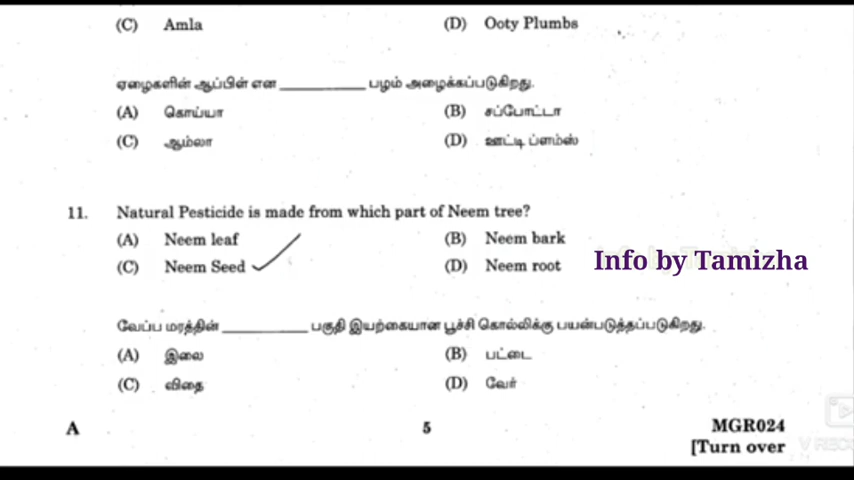 (C) Amla (D) Ooty Plumbs
ஏழைகளின் ஆப்பிள் என __________ பழம் அழைக்கப்படுகிறது.
(A) கொய்யா (B) சப்போட்டா
(C) ஆம்லா (D) ஊட்டி ப்ளம்ஸ்
11. Natural Pesticide is made from which part of Neem tree?
(A) Neem leaf (B) Neem bark
(C) Neem Seed (D) Neem root
Info by Tamizha
வேப்ப மரத்தின் __________ பகுதி இயற்கையான பூச்சி கொல்லிக்கு பயன்படுத்தப்படுகிறது.
(A) இலை (B) பட்டை
(C) விதை (D) வேர்
A 5 MGR024
[Turn over